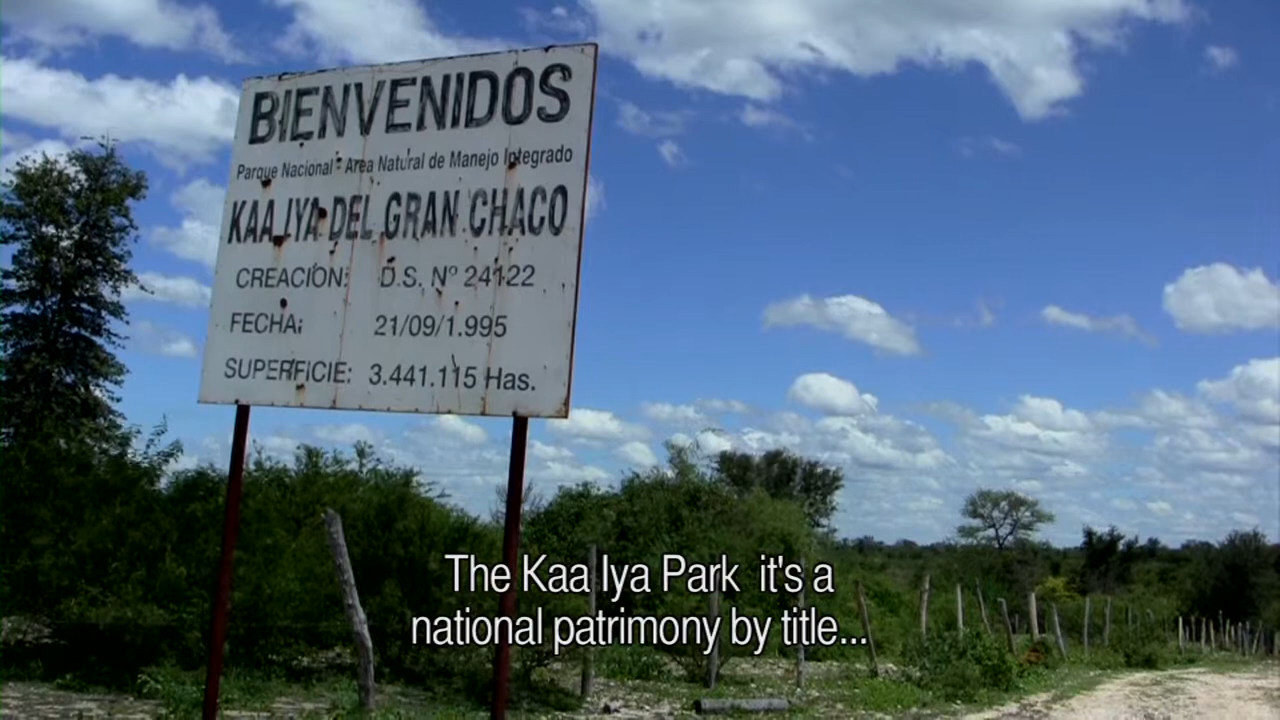 BIENVENIDOS
Parque Nacional - Area Natural de Manejo Integrado
KAA IYA DEL GRAN CHACO
CREACION: D.S. Nº 24122
FECHA: 21/09/1.995
SUPERFICIE: 3.441.115 Has.
The Kaa Iya Park it's a
national patrimony by title...